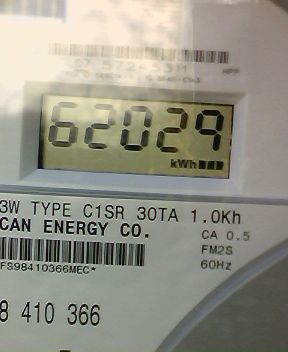 62029
kWh
3W TYPE C1SR 30TA 1.0Kh
CAN ENERGY CO.
CA 0.5
FM2S
60Hz
FS98410366MEC*
8 410 366